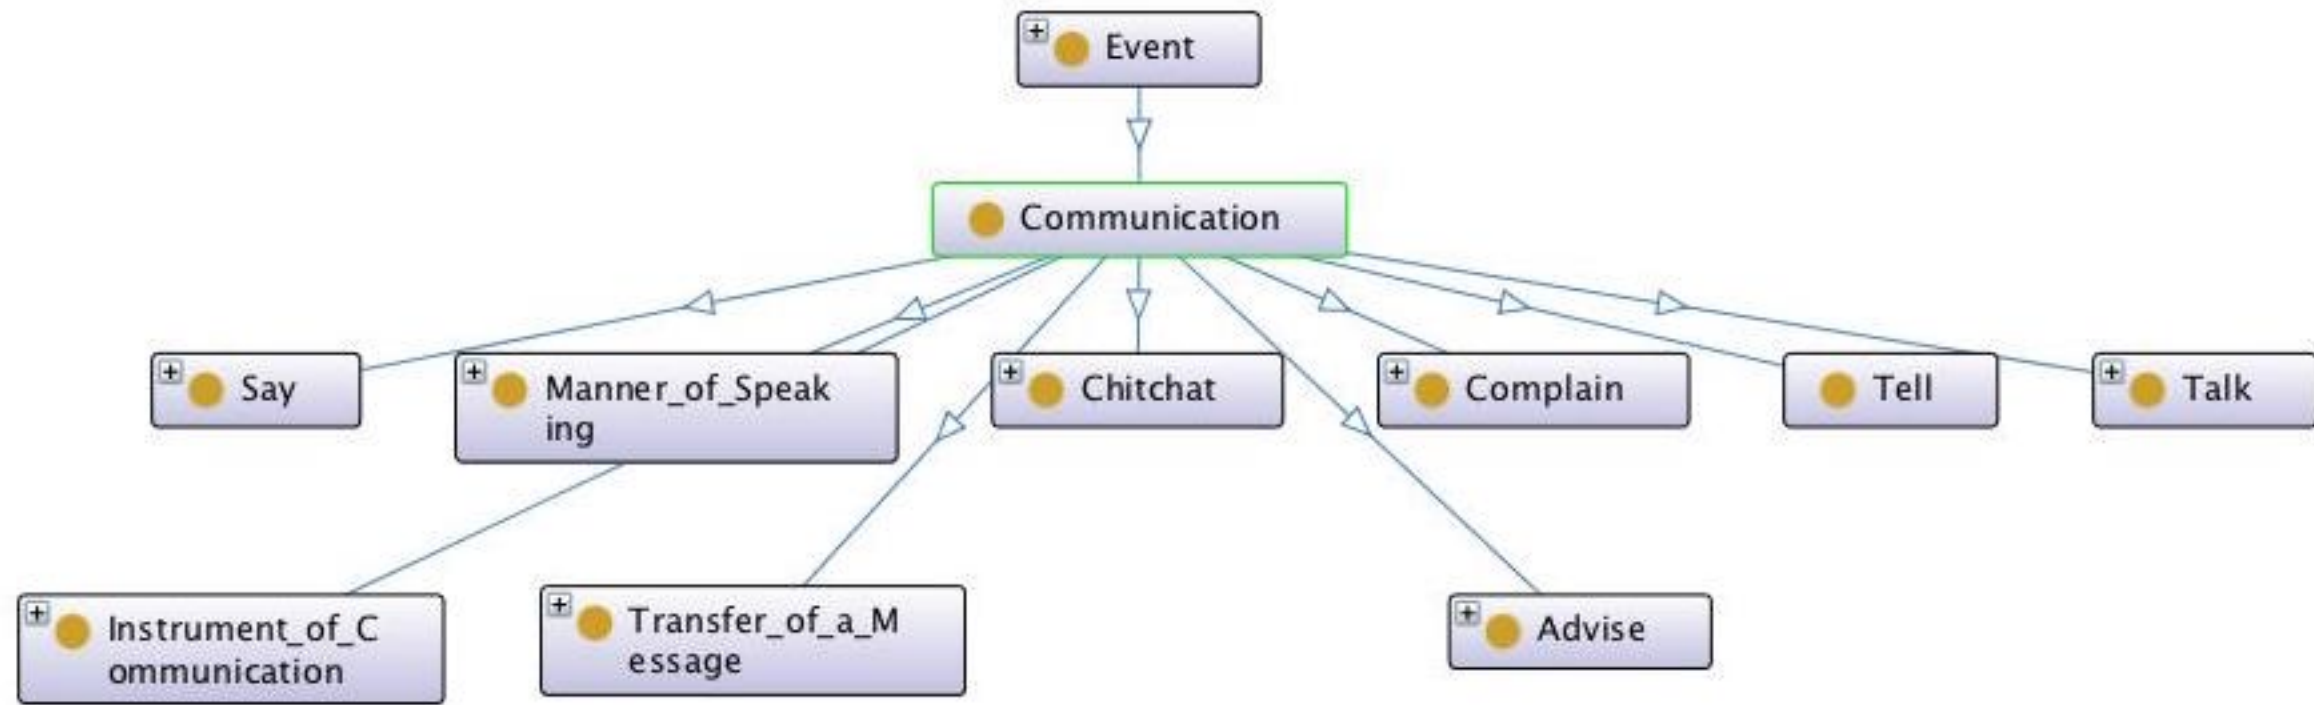 Event
Communication
Say
Manner_of_Speak
ing
Chitchat
Complain
Tell
Talk
Instrument_of_C
ommunication
Transfer_of_a_M
essage
Advise